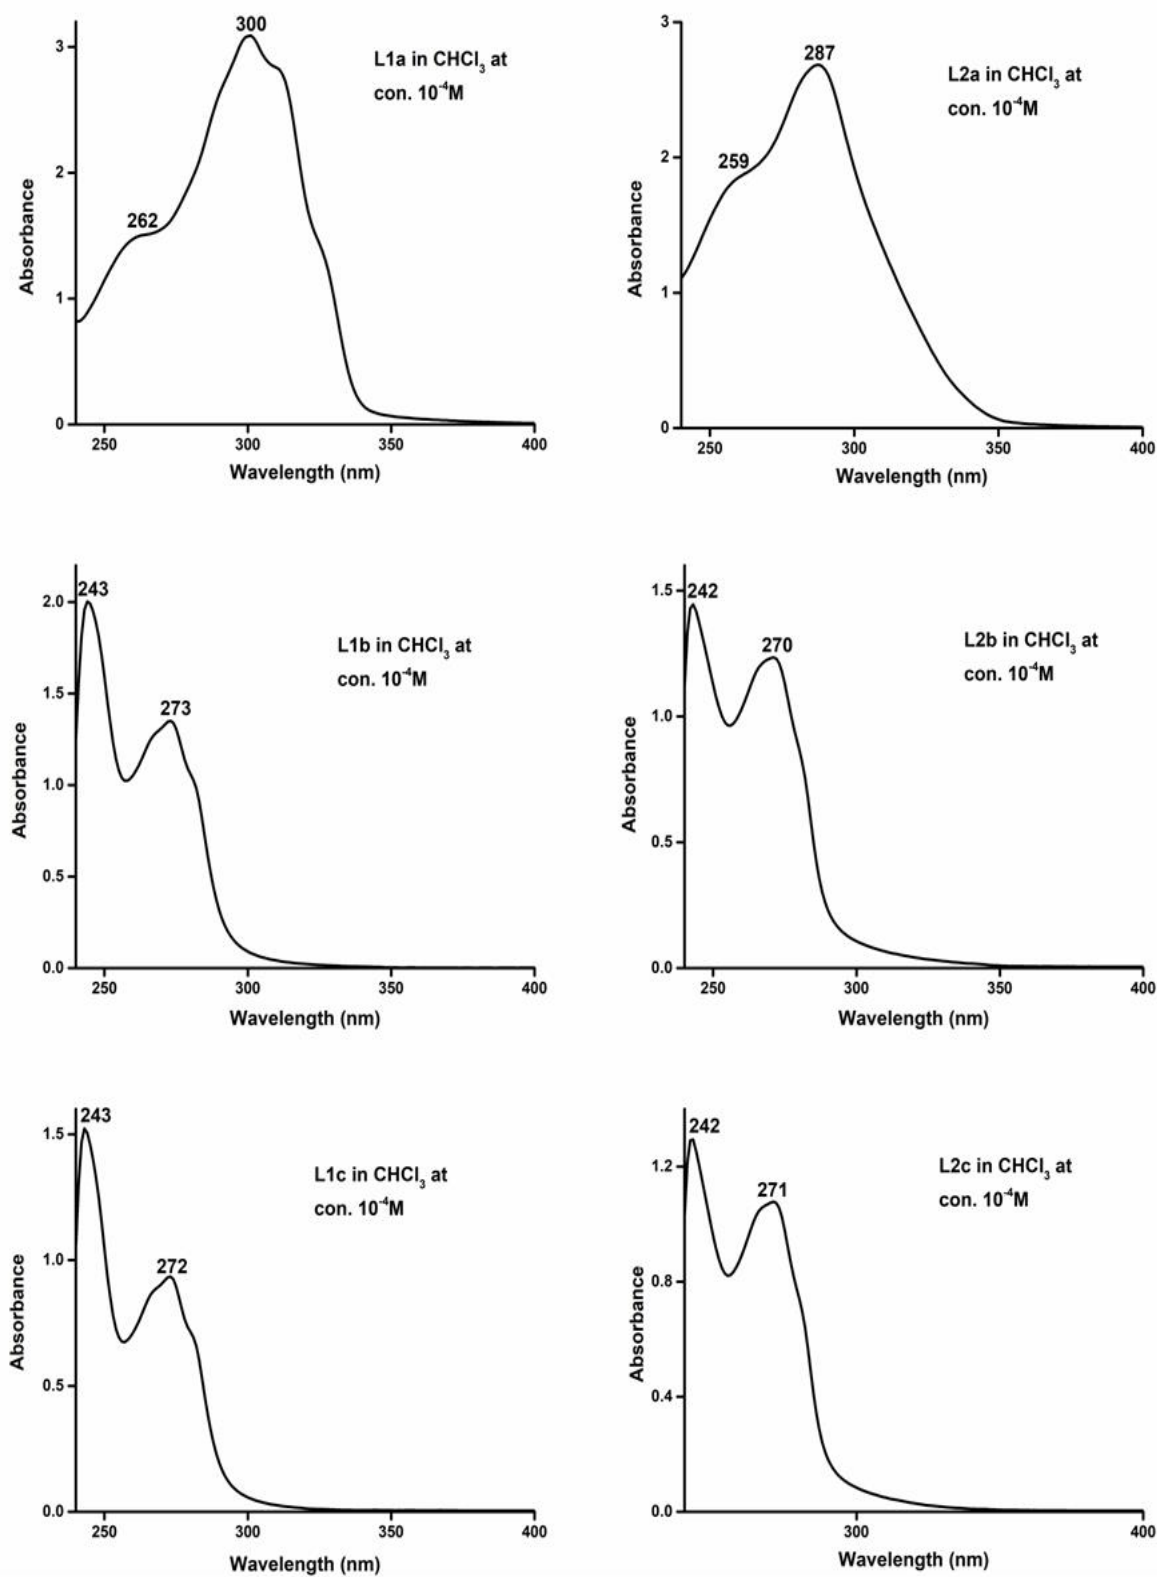 300
3
L1a in CHCl₃ at
con. 10⁻⁴M
2
262
1
0
250
300
350
400
Absorbance
Wavelength (nm)
3
287
L2a in CHCl₃ at
con. 10⁻⁴M
2
259
1
0
250
300
350
400
Absorbance
Wavelength (nm)
243
2.0
L1b in CHCl₃ at
con. 10⁻⁴M
1.5
273
1.0
0.5
0.0
250
300
350
400
Absorbance
Wavelength (nm)
1.5
242
L2b in CHCl₃ at
con. 10⁻⁴M
270
1.0
0.5
0.0
250
300
350
400
Absorbance
Wavelength (nm)
243
1.5
L1c in CHCl₃ at
con. 10⁻⁴M
272
1.0
0.5
0.0
250
300
350
400
Absorbance
Wavelength (nm)
242
1.2
L2c in CHCl₃ at
con. 10⁻⁴M
271
0.8
0.4
0.0
300
400
Absorbance
Wavelength (nm)